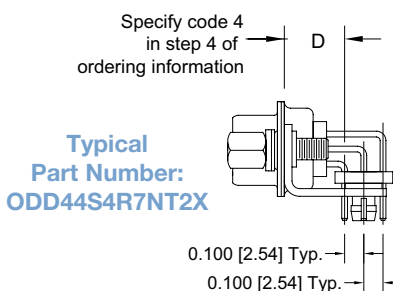 Specify code 4
in step 4 of
ordering information
D
Typical
Part Number:
ODD44S4R7NT2X
0.100 [2.54] Typ.
0.100 [2.54] Typ.